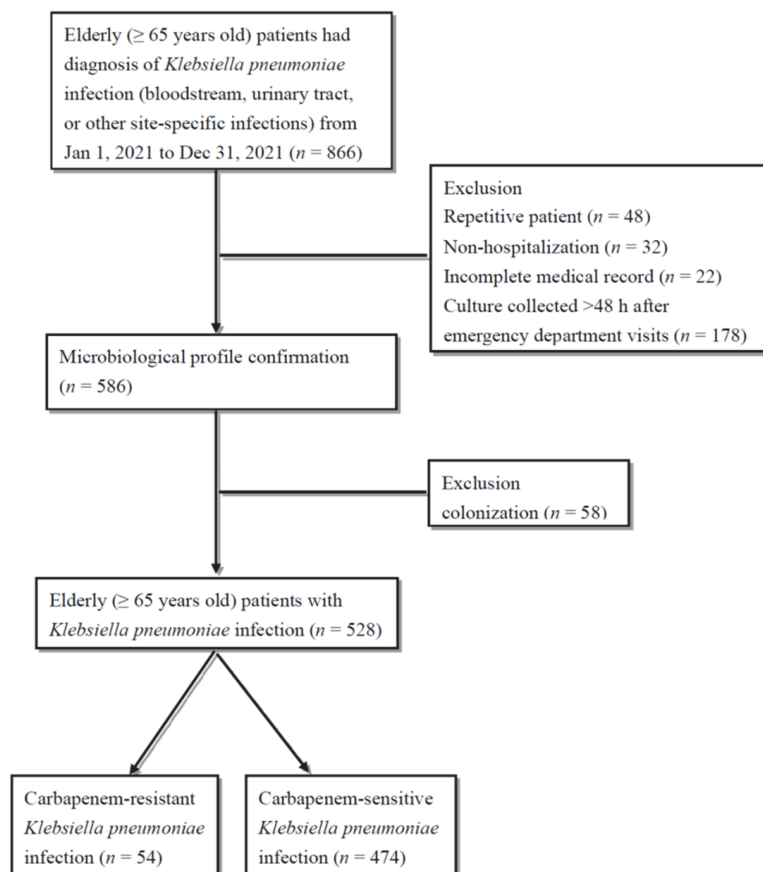 Elderly (≥ 65 years old) patients had
diagnosis of Klebsiella pneumoniae
infection (bloodstream, urinary tract,
or other site-specific infections) from
Jan 1, 2021 to Dec 31, 2021 (n = 866)
Exclusion
Repetitive patient (n = 48)
Non-hospitalization (n = 32)
Incomplete medical record (n = 22)
Culture collected >48 h after
emergency department visits (n = 178)
Microbiological profile confirmation
(n = 586)
Exclusion
colonization (n = 58)
Elderly (≥ 65 years old) patients with
Klebsiella pneumoniae infection (n = 528)
Carbapenem-resistant
Klebsiella pneumoniae
infection (n = 54)
Carbapenem-sensitive
Klebsiella pneumoniae
infection (n = 474)